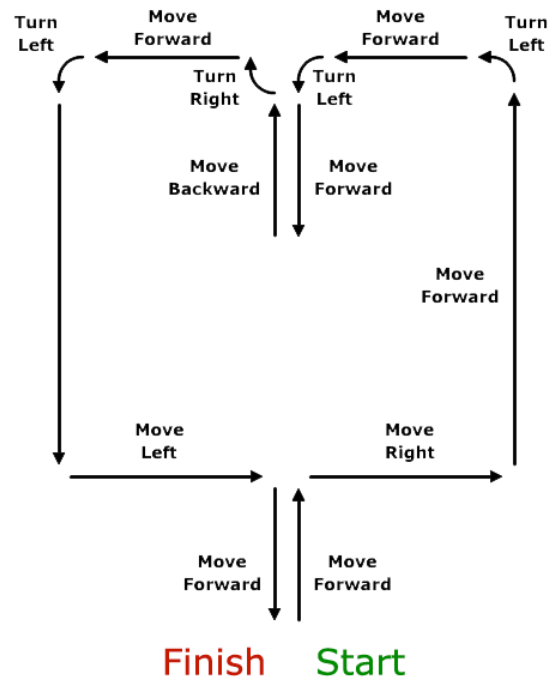 Turn
Left
Move
Forward
Move
Forward
Turn
Left
Turn
Right
Turn
Left
Move
Backward
Move
Forward
Move
Forward
Move
Left
Move
Right
Move
Forward
Move
Forward
Finish
Start